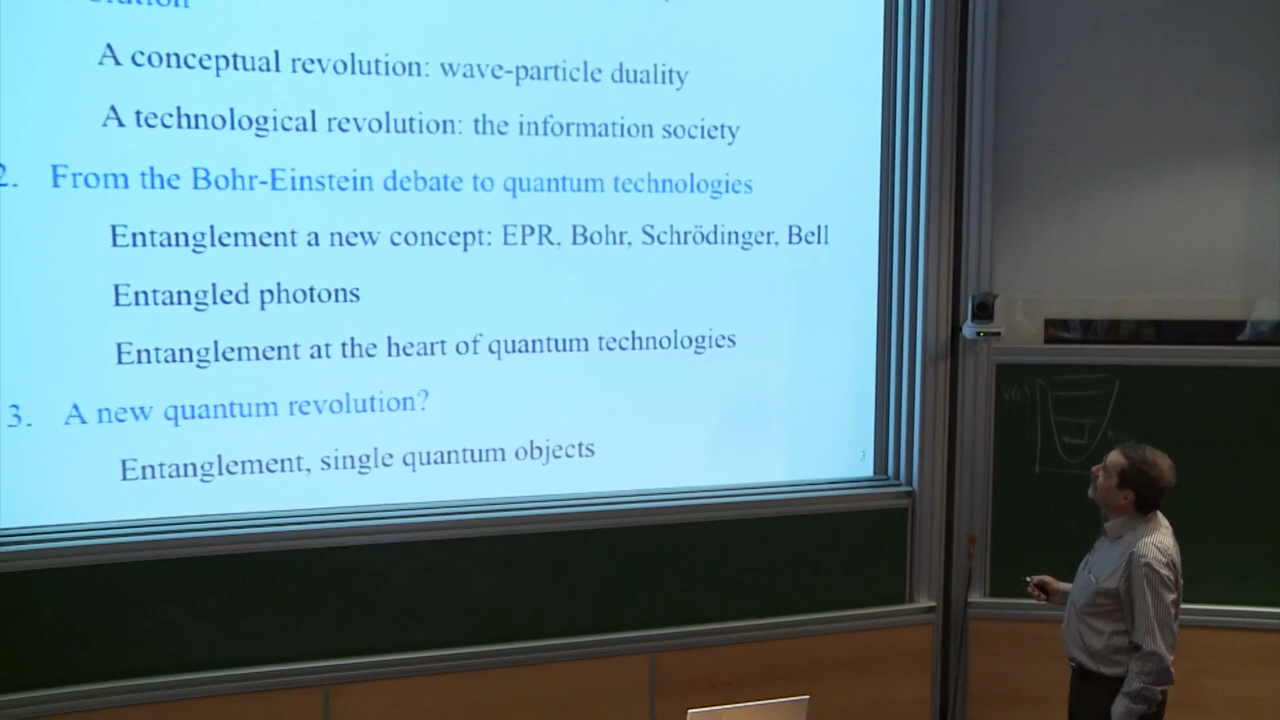 A conceptual revolution: wave-particle duality
A technological revolution: the information society
2. From the Bohr-Einstein debate to quantum technologies
Entanglement a new concept: EPR, Bohr, Schrödinger, Bell
Entangled photons
Entanglement at the heart of quantum technologies
3. A new quantum revolution?
Entanglement, single quantum objects
3